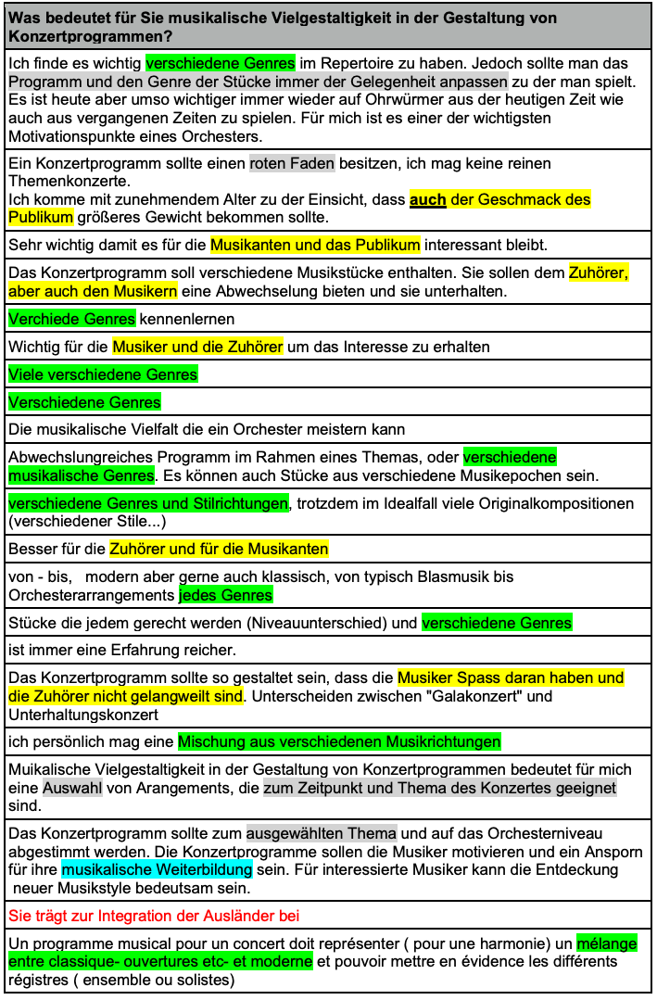 Was bedeutet für Sie musikalische Vielgestaltigkeit in der Gestaltung von
Konzertprogrammen?
Ich finde es wichtig verschiedene Genres im Repertoire zu haben. Jedoch sollte man das
Programm und den Genre der Stücke immer der Gelegenheit anpassen zu der man spielt.
Es ist heute aber umso wichtiger immer wieder auf Ohrwürmer aus der heutigen Zeit wie
auch aus vergangenen Zeiten zu spielen. Für mich ist es einer der wichtigsten
Motivationspunkte eines Orchesters.
Ein Konzertprogramm sollte einen roten Faden besitzen, ich mag keine reinen
Themenkonzerte.
Ich komme mit zunehmendem Alter zu der Einsicht, dass auch der Geschmack des
Publikum größeres Gewicht bekommen sollte.
Sehr wichtig damit es für die Musikanten und das Publikum interessant bleibt.
Das Konzertprogramm soll verschiedene Musikstücke enthalten. Sie sollen dem Zuhörer,
aber auch den Musikern eine Abwechselung bieten und sie unterhalten.
Verchiede Genres kennenlernen
Wichtig für die Musiker und die Zuhörer um das Interesse zu erhalten
Viele verschiedene Genres
Verschiedene Genres
Die musikalische Vielfalt die ein Orchester meistern kann
Abwechslungreiches Programm im Rahmen eines Themas, oder verschiedene
musikalische Genres. Es können auch Stücke aus verschiedene Musikepochen sein.
verschiedene Genres und Stilrichtungen, trotzdem im Idealfall viele Originalkompositionen
(verschiedener Stile...)
Besser für die Zuhörer und für die Musikanten
von - bis, modern aber gerne auch klassisch, von typisch Blasmusik bis
Orchesterarrangements jedes Genres
Stücke die jedem gerecht werden (Niveauunterschied) und verschiedene Genres
ist immer eine Erfahrung reicher.
Das Konzertprogramm sollte so gestaltet sein, dass die Musiker Spass daran haben und
die Zuhörer nicht gelangweilt sind. Unterscheiden zwischen "Galakonzert" und
Unterhaltungskonzert
ich persönlich mag eine Mischung aus verschiedenen Musikrichtungen
Muikalische Vielgestaltigkeit in der Gestaltung von Konzertprogrammen bedeutet für mich
eine Auswahl von Arangements, die zum Zeitpunkt und Thema des Konzertes geeignet
sind.
Das Konzertprogramm sollte zum ausgewählten Thema und auf das Orchesterniveau
abgestimmt werden. Die Konzertprogramme sollen die Musiker motivieren und ein Ansporn
für ihre musikalische Weiterbildung sein. Für interessierte Musiker kann die Entdeckung
neuer Musikstyle bedeutsam sein.
Sie trägt zur Integration der Ausländer bei
Un programme musical pour un concert doit représenter ( pour une harmonie) un mélange
entre classique- ouvertures etc- et moderne et pouvoir mettre en évidence les différents
régistres ( ensemble ou solistes)